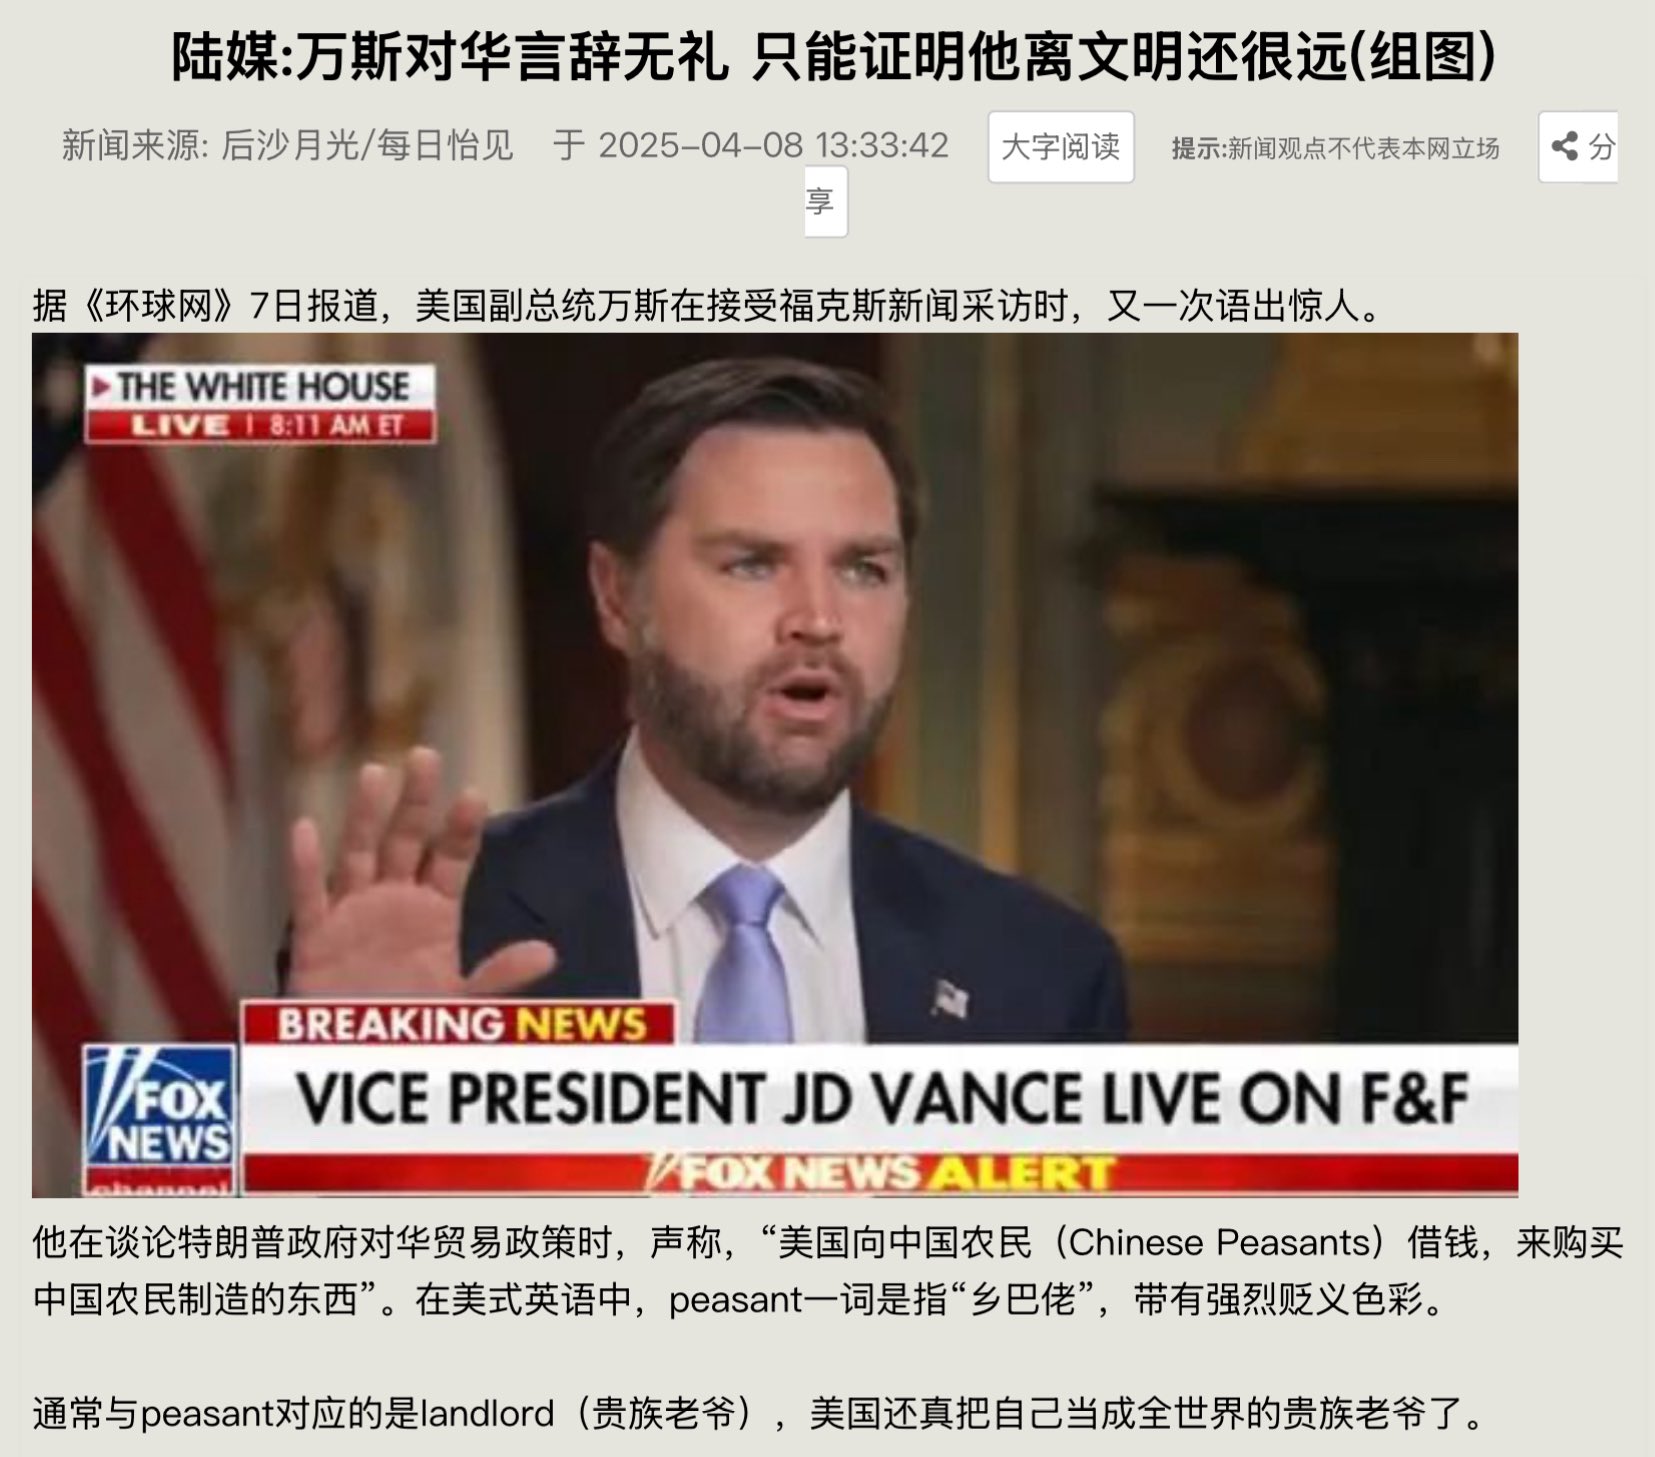 陆媒:万斯对华言辞无礼 只能证明他离文明还很远(组图)
新闻来源: 后沙月光/每日怡见 于 2025-04-08 13:33:42 大字阅读 提示:新闻观点不代表本网立场 分
享
据《环球网》7日报道，美国副总统万斯在接受福克斯新闻采访时，又一次语出惊人。
THE WHITE HOUSE
LIVE | 8:11 AM ET
BREAKING NEWS
FOX
NEWS
channel
VICE PRESIDENT JD VANCE LIVE ON F&F
FOX NEWS ALERT
他在谈论特朗普政府对华贸易政策时，声称，“美国向中国农民（Chinese Peasants）借钱，来购买
中国农民制造的东西”。在美式英语中，peasant一词是指“乡巴佬”，带有强烈贬义色彩。
通常与peasant对应的是landlord（贵族老爷），美国还真把自己当成全世界的贵族老爷了。